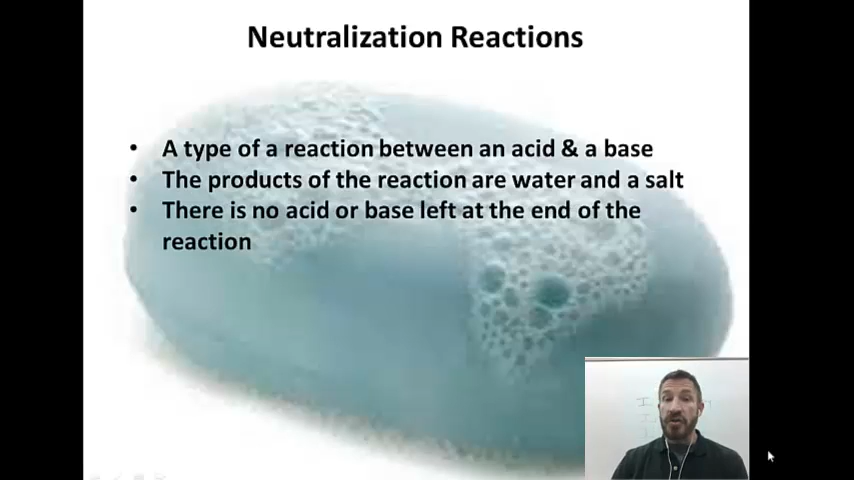 Neutralization Reactions
• A type of a reaction between an acid & a base
• The products of the reaction are water and a salt
• There is no acid or base left at the end of the
reaction